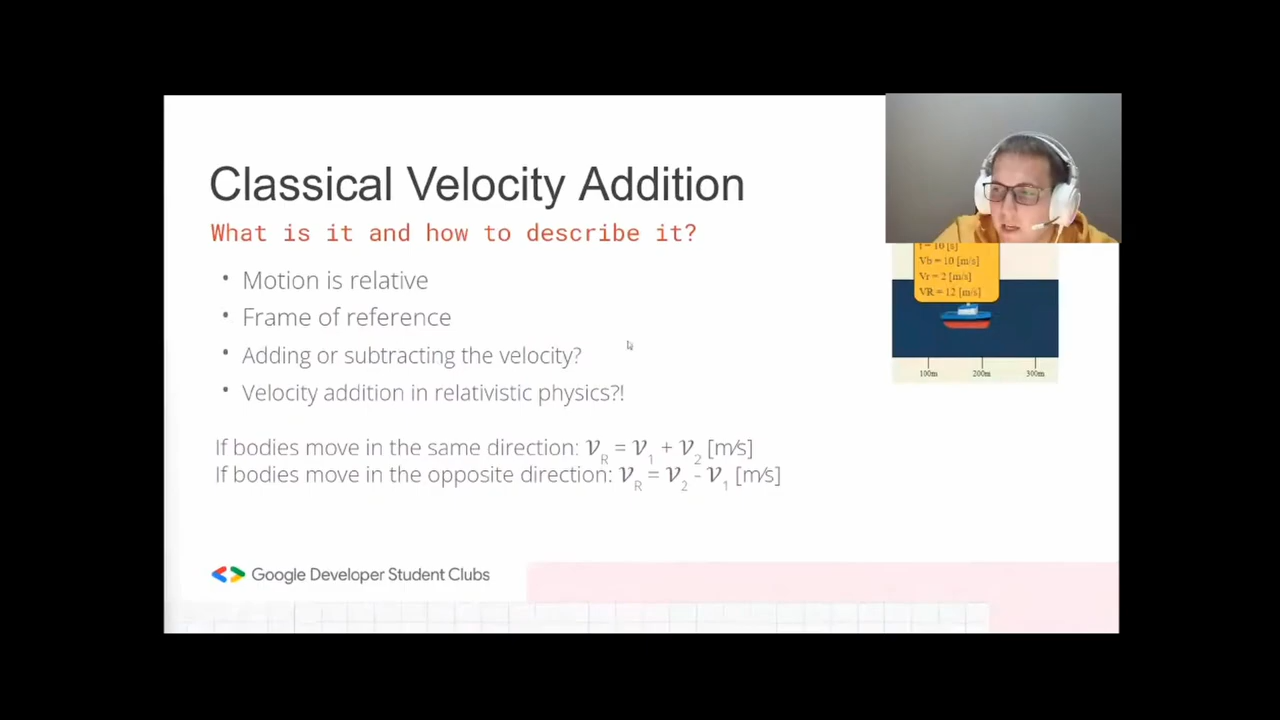 Classical Velocity Addition
What is it and how to describe it?
• Motion is relative
• Frame of reference
• Adding or subtracting the velocity?
• Velocity addition in relativistic physics?!
If bodies move in the same direction: 𝒱R = 𝒱1 + 𝒱2 [m/s]
If bodies move in the opposite direction: 𝒱R = 𝒱2 - 𝒱1 [m/s]
t = 10 [s]
Vb = 10 [m/s]
Vr = 2 [m/s]
VR = 12 [m/s]
100m 200m 300m
Google Developer Student Clubs